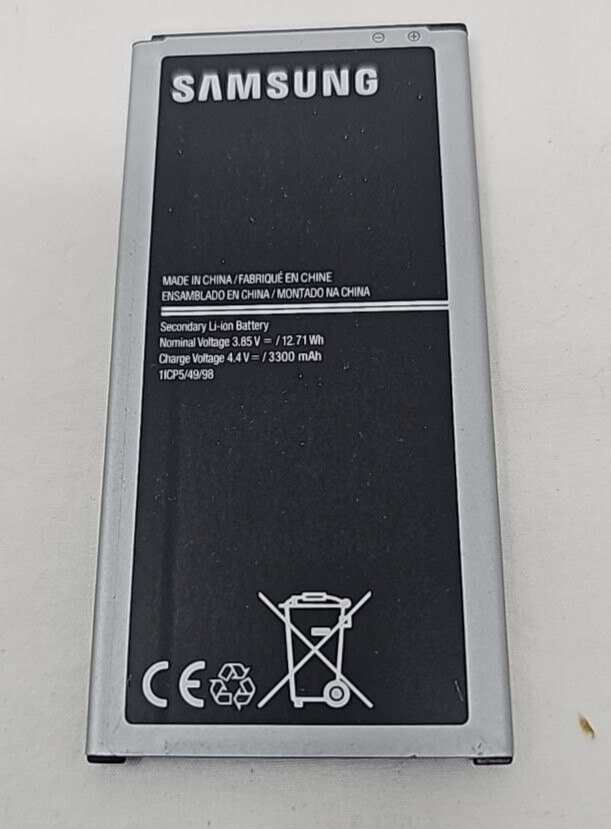 SAMSUNG
MADE IN CHINA / FABRIQUÉ EN CHINE
ENSAMBLADO EN CHINA / MONTADO NA CHINA
Secondary Li-ion Battery
Nominal Voltage 3.85 V = / 12.71 Wh
Charge Voltage 4.4 V = / 3300 mAh
1ICP5/49/98
CE